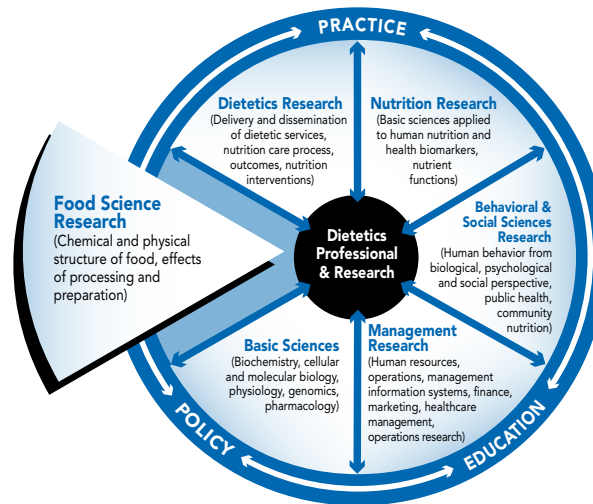 PRACTICE
Dietetics Research
(Delivery and dissemination
of dietetic services,
nutrition care process,
outcomes, nutrition
interventions)
Nutrition Research
(Basic sciences applied
to human nutrition and
health biomarkers,
nutrient
functions)
Food Science
Research
(Chemical and physical
structure of food, effects
of processing and
preparation)
Dietetics
Professional
& Research
Behavioral &
Social Sciences
Research
(Human behavior from
biological, psychological
and social perspective,
public health,
community
nutrition)
Basic Sciences
(Biochemistry, cellular
and molecular biology,
physiology, genomics,
pharmacology)
Management
Research
(Human resources,
operations, management
information systems, finance,
marketing, healthcare
management,
operations research)
POLICY
EDUCATION